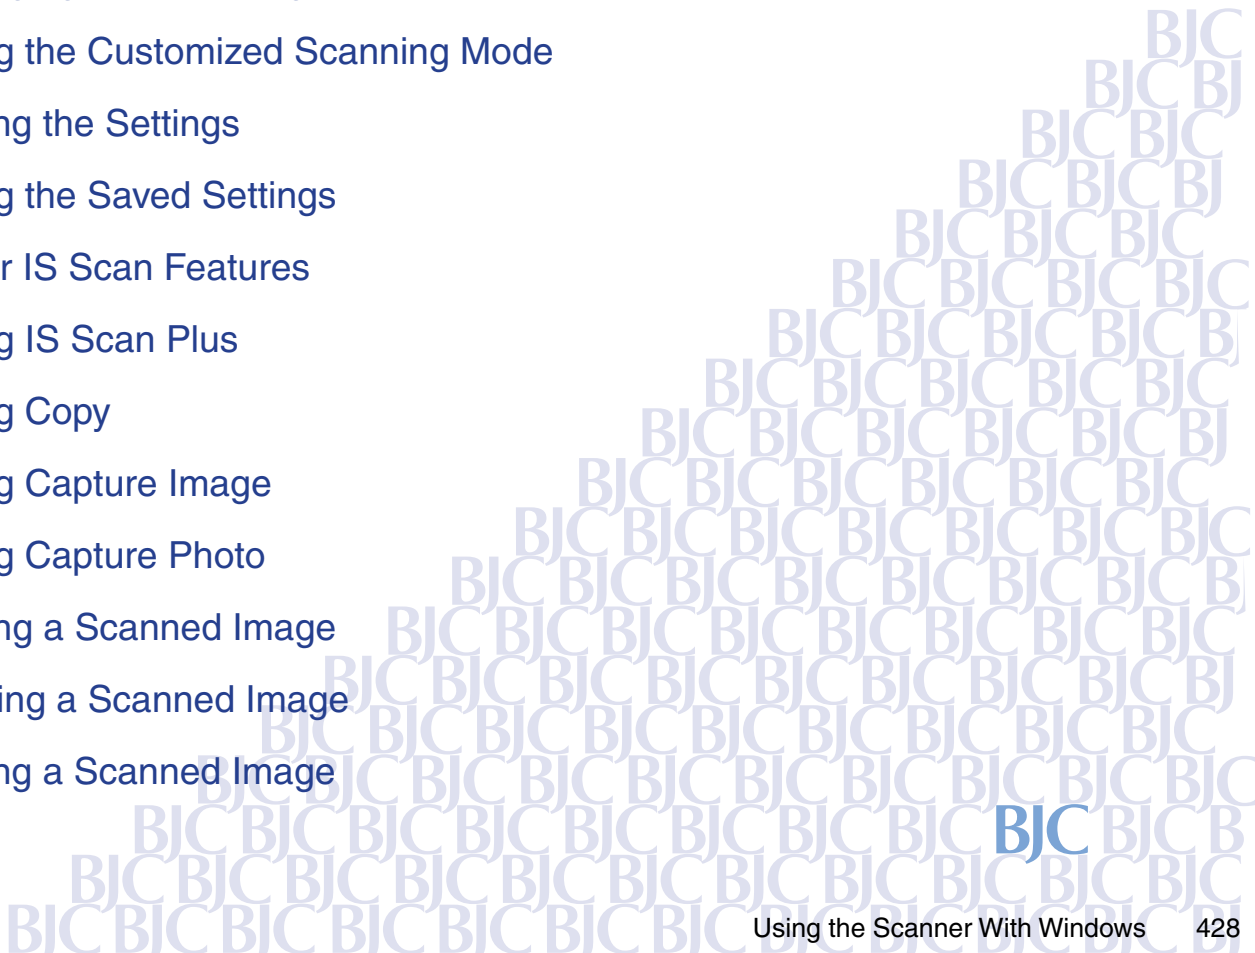 g the Customized Scanning Mode
ng the Settings
g the Saved Settings
r IS Scan Features
g IS Scan Plus
g Copy
g Capture Image
g Capture Photo
ng a Scanned Image
ing a Scanned Image
ng a Scanned Image
BJC
Using the Scanner With Windows 428